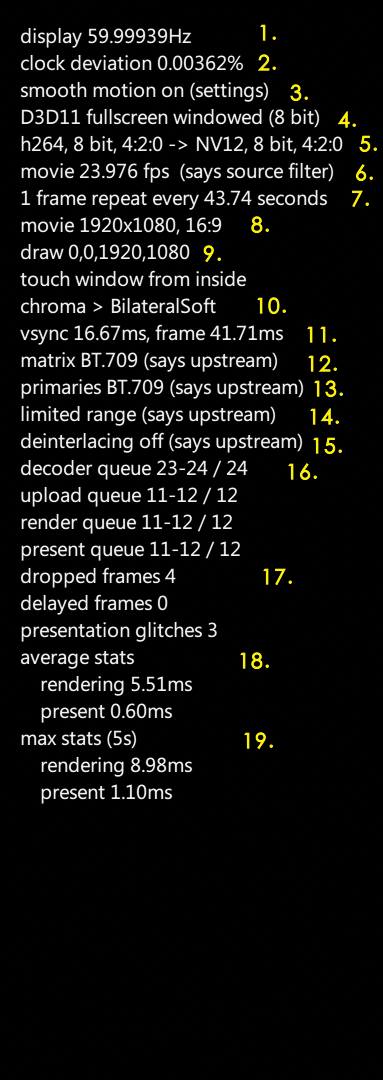 display 59.99939Hz 1.
clock deviation 0.00362% 2.
smooth motion on (settings) 3.
D3D11 fullscreen windowed (8 bit) 4.
h264, 8 bit, 4:2:0 -> NV12, 8 bit, 4:2:0 5.
movie 23.976 fps (says source filter) 6.
1 frame repeat every 43.74 seconds 7.
movie 1920x1080, 16:9 8.
draw 0,0,1920,1080 9.
touch window from inside
chroma > BilateralSoft 10.
vsync 16.67ms, frame 41.71ms 11.
matrix BT.709 (says upstream) 12.
primaries BT.709 (says upstream) 13.
limited range (says upstream) 14.
deinterlacing off (says upstream) 15.
decoder queue 23-24 / 24 16.
upload queue 11-12 / 12
render queue 11-12 / 12
present queue 11-12 / 12
dropped frames 4 17.
delayed frames 0
presentation glitches 3
average stats 18.
rendering 5.51ms
present 0.60ms
max stats (5s) 19.
rendering 8.98ms
present 1.10ms